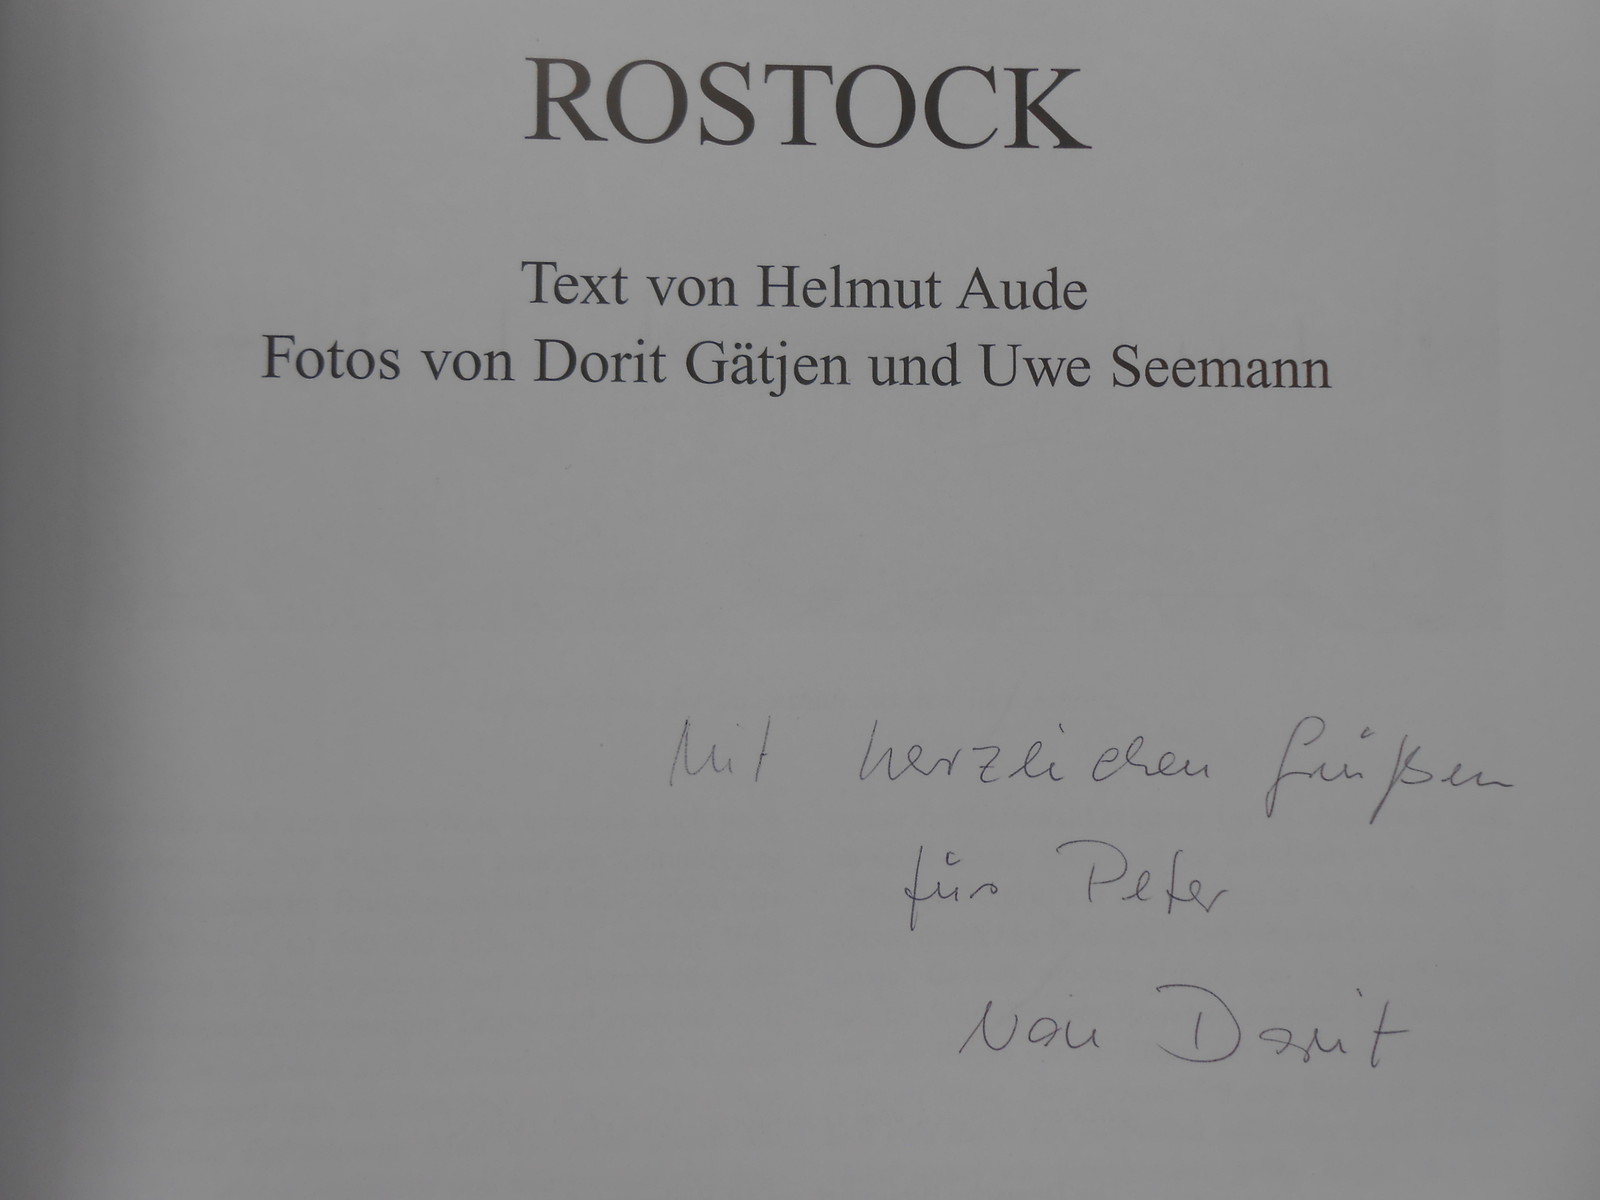 ROSTOCK
Text von Helmut Aude
Fotos von Dorit Gätjen und Uwe Seemann
Mit herzlichen Grüßen
für Peter
von Dorit